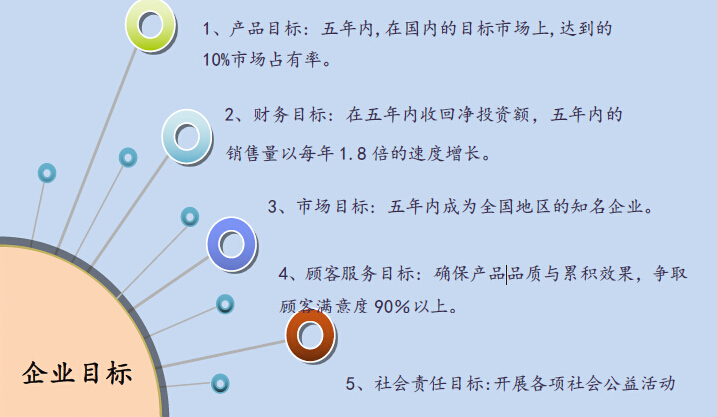 1、产品目标：五年内,在国内的目标市场上,达到的
10%市场占有率。
2、财务目标：在五年内收回净投资额，五年内的
销售量以每年1.8倍的速度增长。
3、市场目标：五年内成为全国地区的知名企业。
4、顾客服务目标：确保产品品质与累积效果，争取
顾客满意度90%以上。
企业目标
5、社会责任目标:开展各项社会公益活动